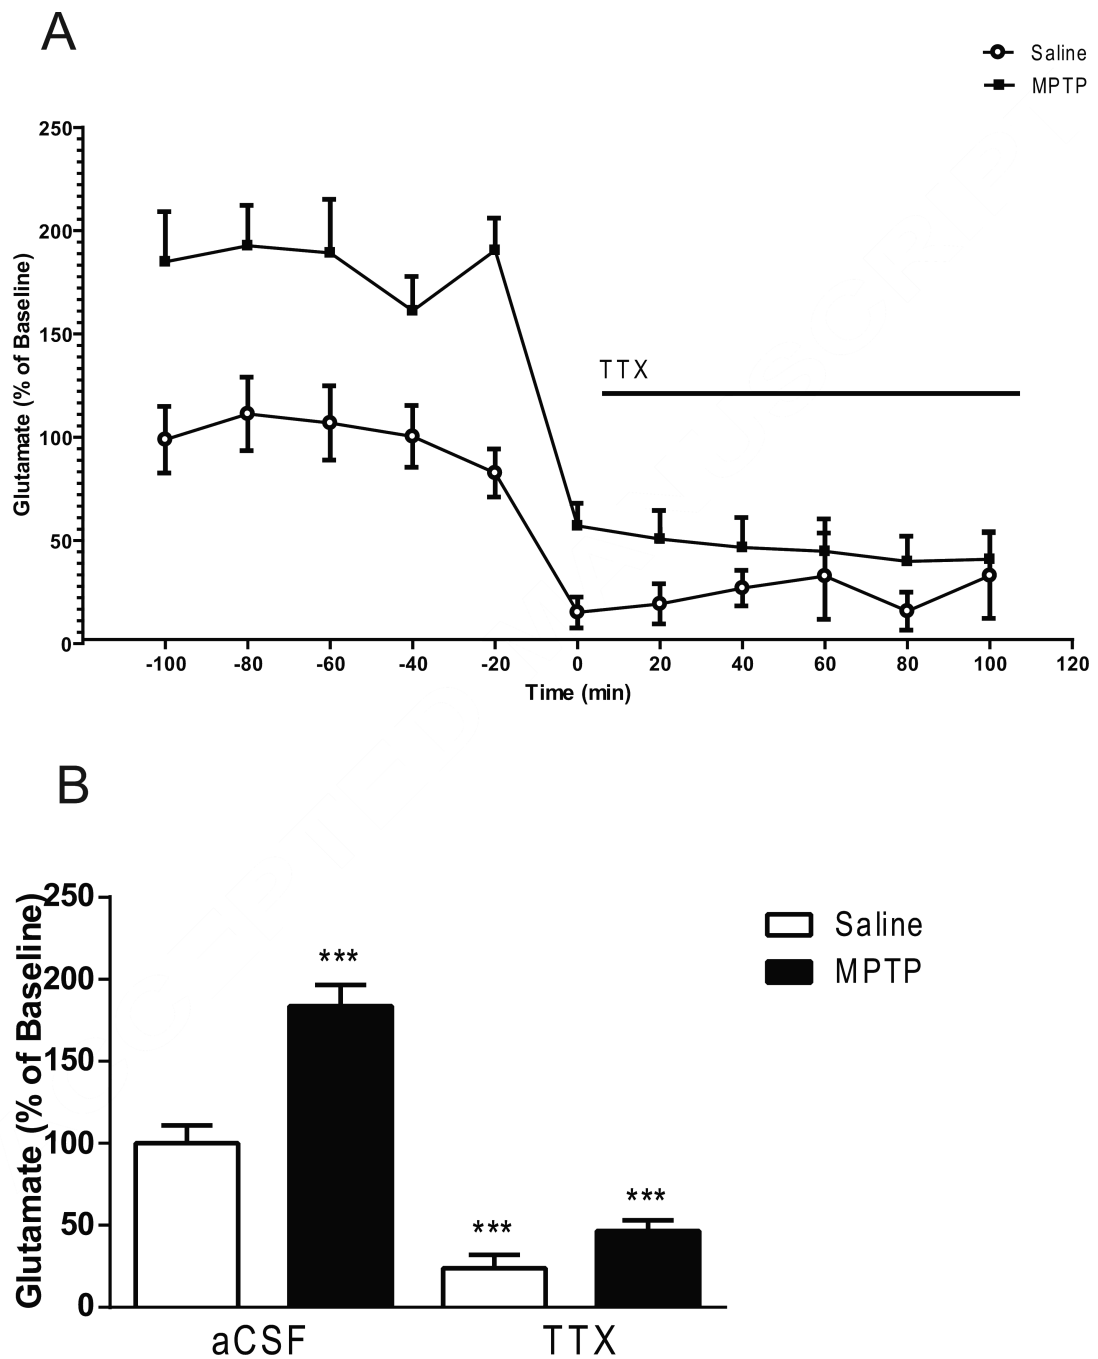 A
Saline
MPTP
250
200
150
100
50
0
Glutamate (% of Baseline)
TTX
-100 -80 -60 -40 -20 0 20 40 60 80 100 120
Time (min)
B
250
200
150
100
50
0
Glutamate (% of Baseline)
Saline
MPTP
***
***
***
aCSF TTX